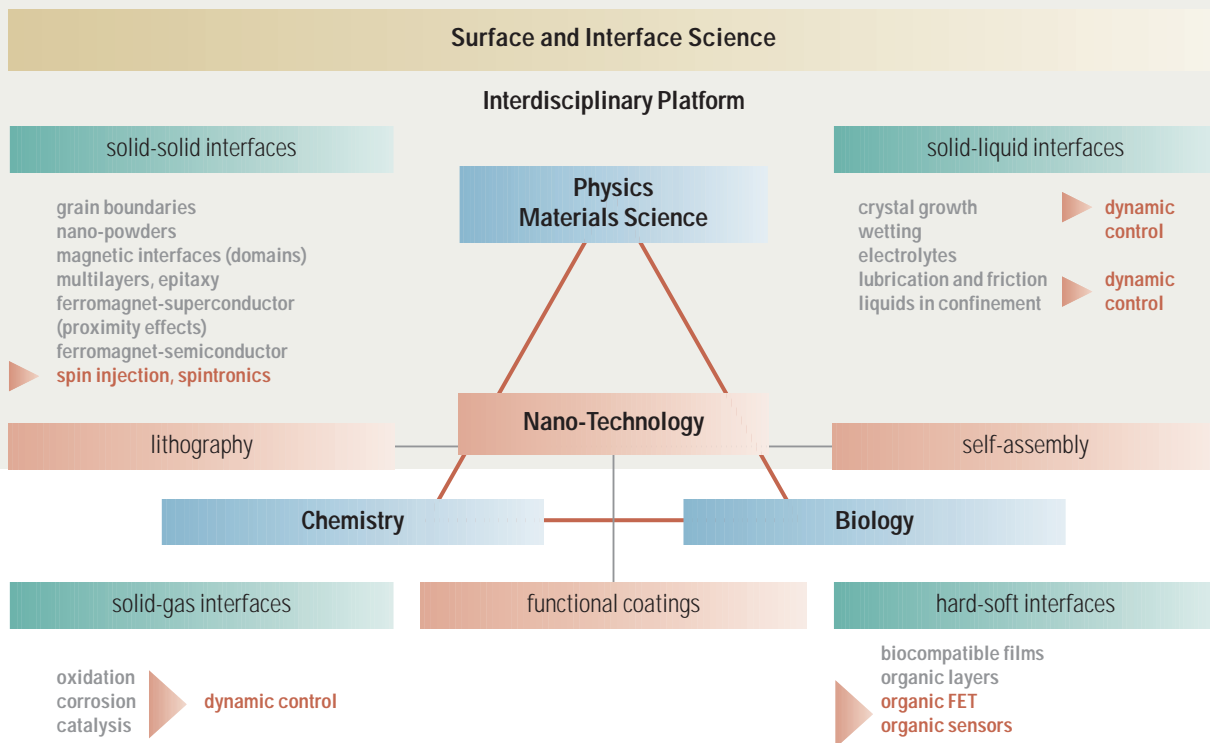 Surface and Interface Science
Interdisciplinary Platform
solid-solid interfaces
grain boundaries
nano-powders
magnetic interfaces (domains)
multilayers, epitaxy
ferromagnet-superconductor
(proximity effects)
ferromagnet-semiconductor
spin injection, spintronics
Physics
Materials Science
solid-liquid interfaces
crystal growth
wetting
electrolytes
lubrication and friction
liquids in confinement
dynamic
control
dynamic
control
lithography
Nano-Technology
self-assembly
Chemistry
Biology
solid-gas interfaces
oxidation
corrosion
catalysis
dynamic control
functional coatings
hard-soft interfaces
biocompatible films
organic layers
organic FET
organic sensors